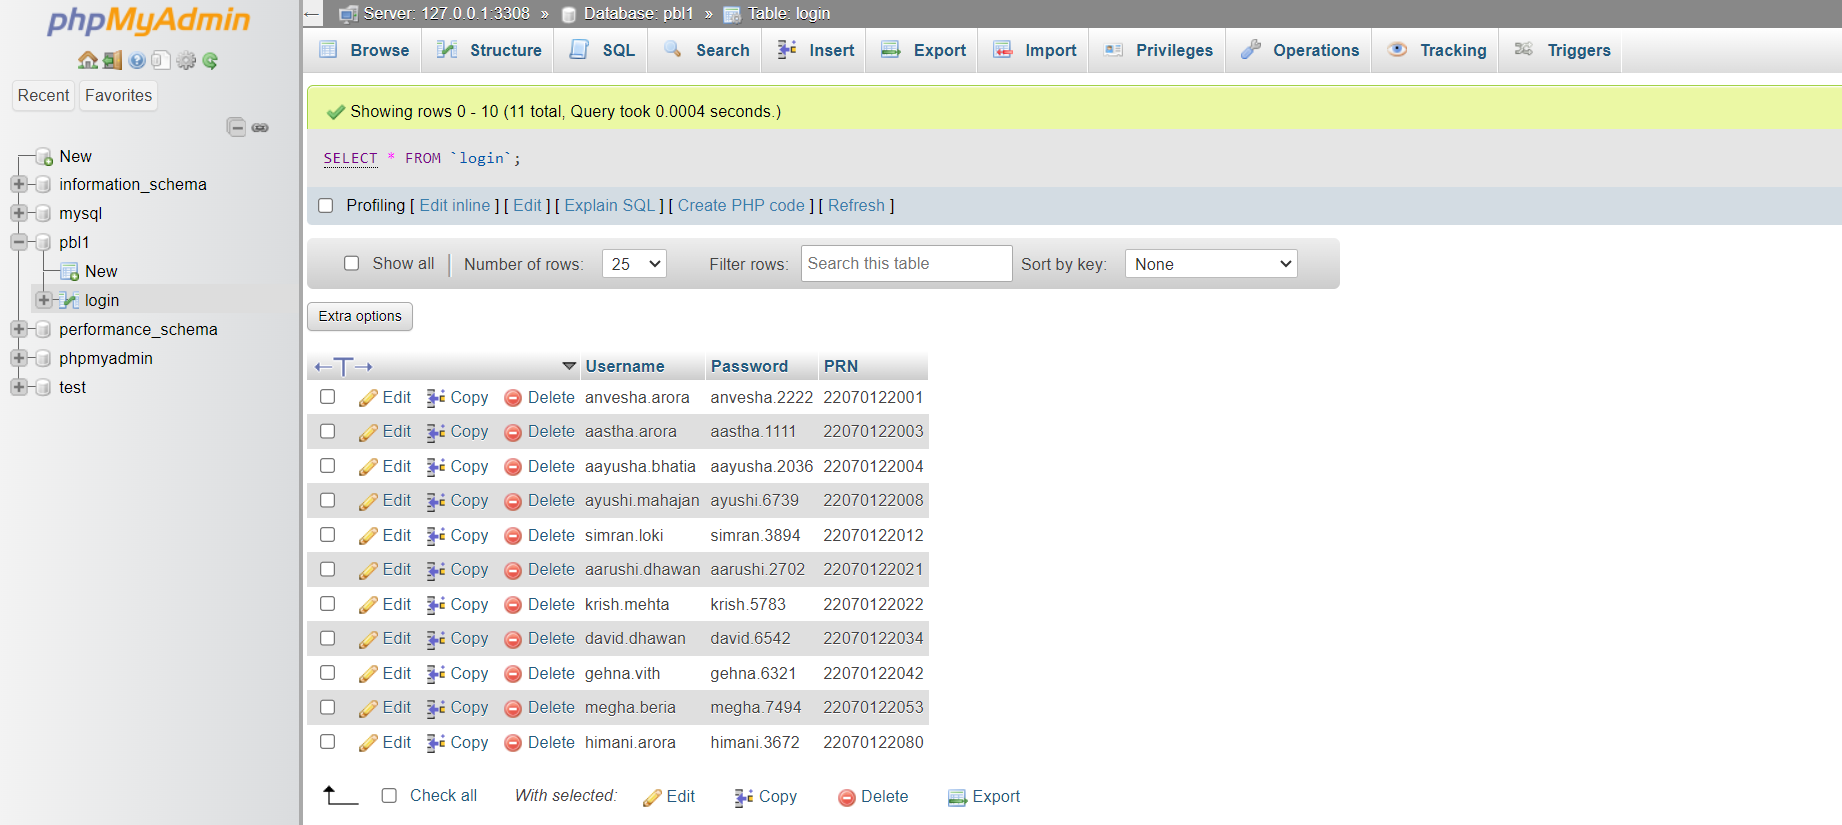 phpMyAdmin
Recent Favorites
New
information_schema
mysql
pbl1
New
login
performance_schema
phpmyadmin
test
Server: 127.0.0.1:3308 » Database: pbl1 » Table: login
Browse Structure SQL Search Insert Export Import Privileges Operations Tracking Triggers
Showing rows 0 - 10 (11 total, Query took 0.0004 seconds.)
SELECT * FROM `login`;
Profiling [ Edit inline ] [ Edit ] [ Explain SQL ] [ Create PHP code ] [ Refresh ]
Show all Number of rows: 25 Filter rows: Search this table Sort by key: None
Extra options
Username Password PRN
Edit Copy Delete anvesha.arora anvesha.2222 22070122001
Edit Copy Delete aastha.arora aastha.1111 22070122003
Edit Copy Delete aayusha.bhatia aayusha.2036 22070122004
Edit Copy Delete ayushi.mahajan ayushi.6739 22070122008
Edit Copy Delete simran.loki simran.3894 22070122012
Edit Copy Delete aarushi.dhawan aarushi.2702 22070122021
Edit Copy Delete krish.mehta krish.5783 22070122022
Edit Copy Delete david.dhawan david.6542 22070122034
Edit Copy Delete gehna.vith gehna.6321 22070122042
Edit Copy Delete megha.beria megha.7494 22070122053
Edit Copy Delete himani.arora himani.3672 22070122080
Check all With selected: Edit Copy Delete Export